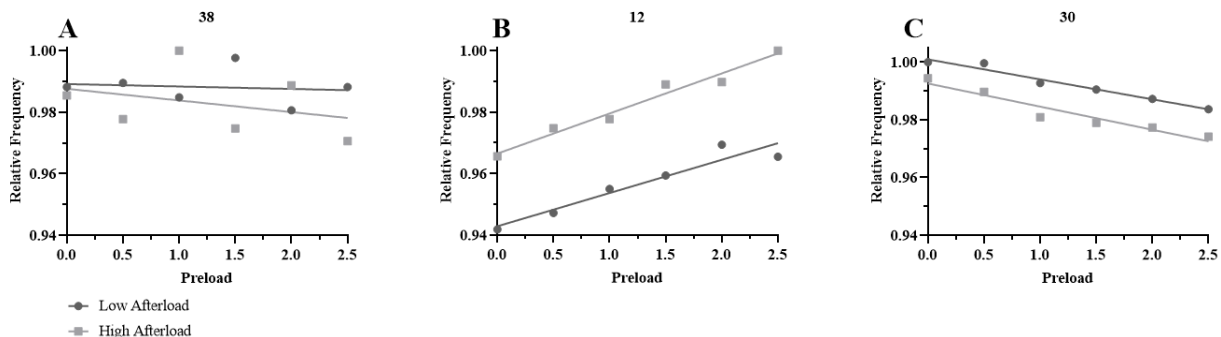 A
38
Relative Frequency
1.00
0.98
0.96
0.94
0.0 0.5 1.0 1.5 2.0 2.5
Preload
B
12
Relative Frequency
1.00
0.98
0.96
0.94
0.0 0.5 1.0 1.5 2.0 2.5
Preload
C
30
Relative Frequency
1.00
0.98
0.96
0.94
0.0 0.5 1.0 1.5 2.0 2.5
Preload
Low Afterload
High Afterload